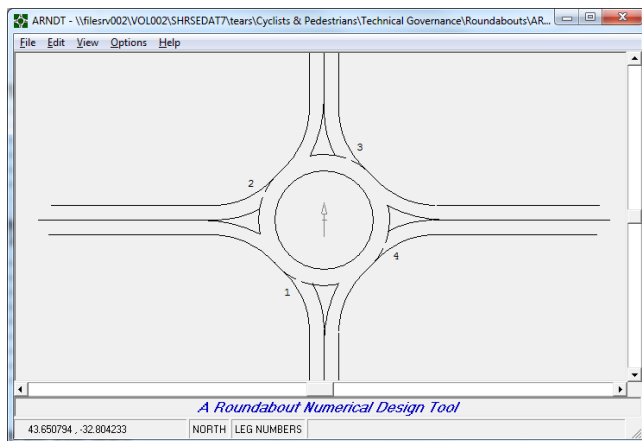 ARNDT - \\filesrv002\VOL002\SHRSEDAT7\tears\Cyclists & Pedestrians\Technical Governance\Roundabouts\AR...
File Edit View Options Help
3
2
4
1
A Roundabout Numerical Design Tool
43.650794 , -32.804233 NORTH LEG NUMBERS